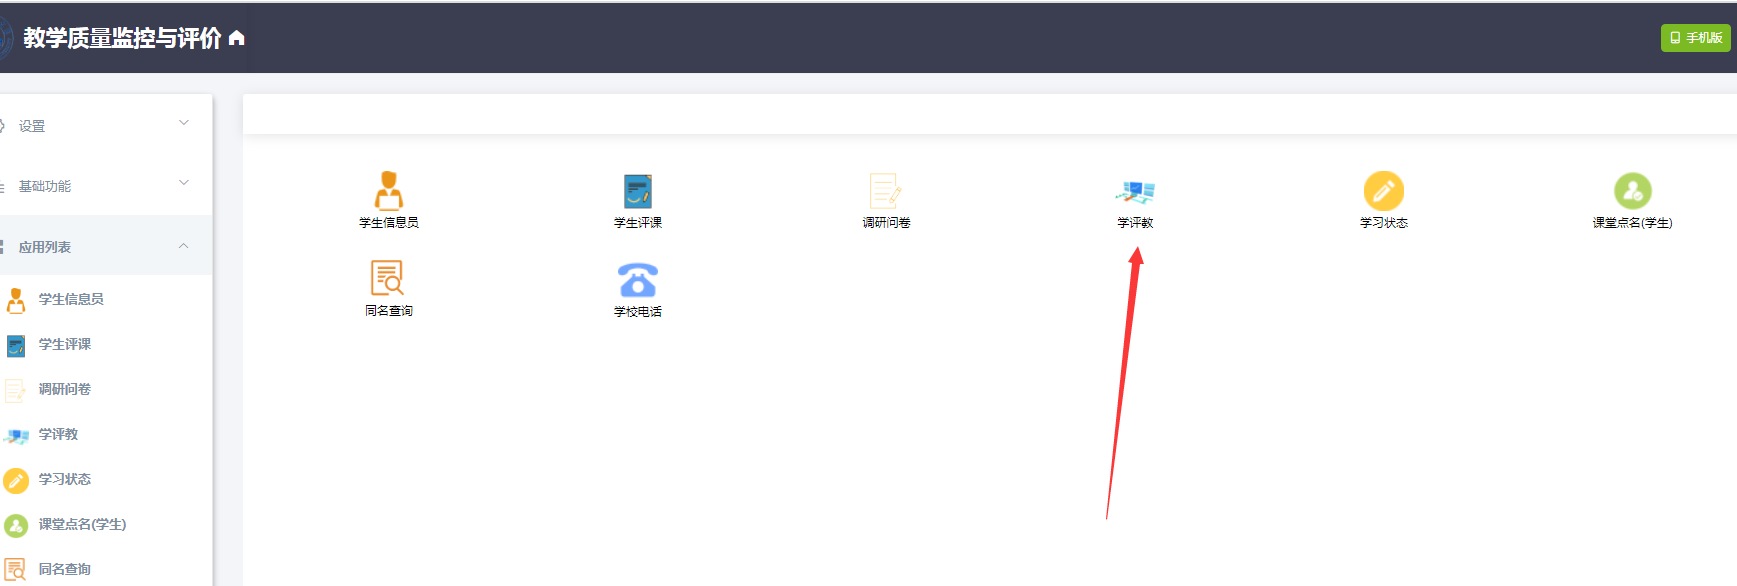 教学质量监控与评价
手机版
设置
基础功能
应用列表
学生信息员
学生评课
调研问卷
学评教
学习状态
课堂点名(学生)
同名查询
学生信息员
学生评课
调研问卷
学评教
学习状态
课堂点名(学生)
同名查询
学校电话